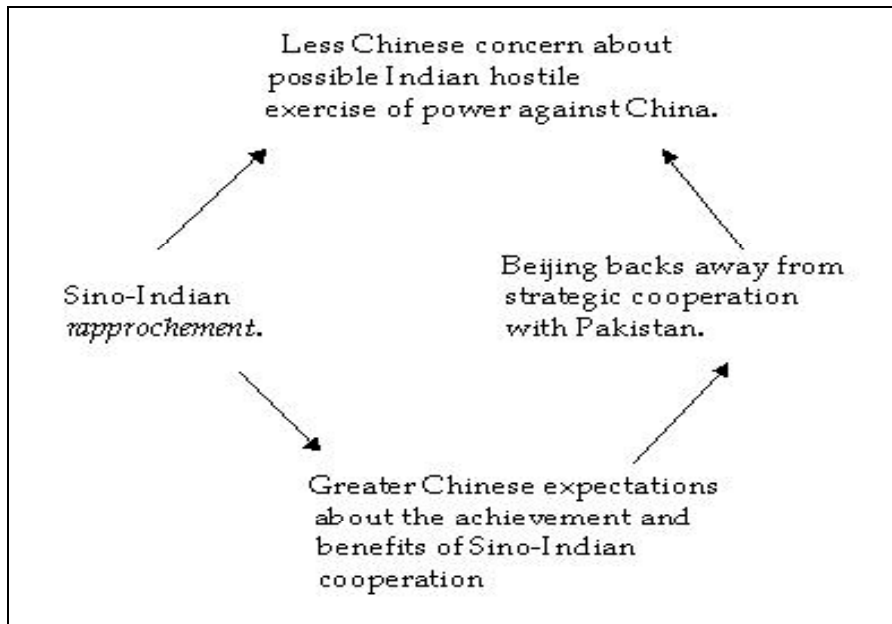 Less Chinese concern about
possible Indian hostile
exercise of power against China.
Sino-Indian
rapprochement.
Beijing backs away from
strategic cooperation
with Pakistan.
Greater Chinese expectations
about the achievement and
benefits of Sino-Indian
cooperation